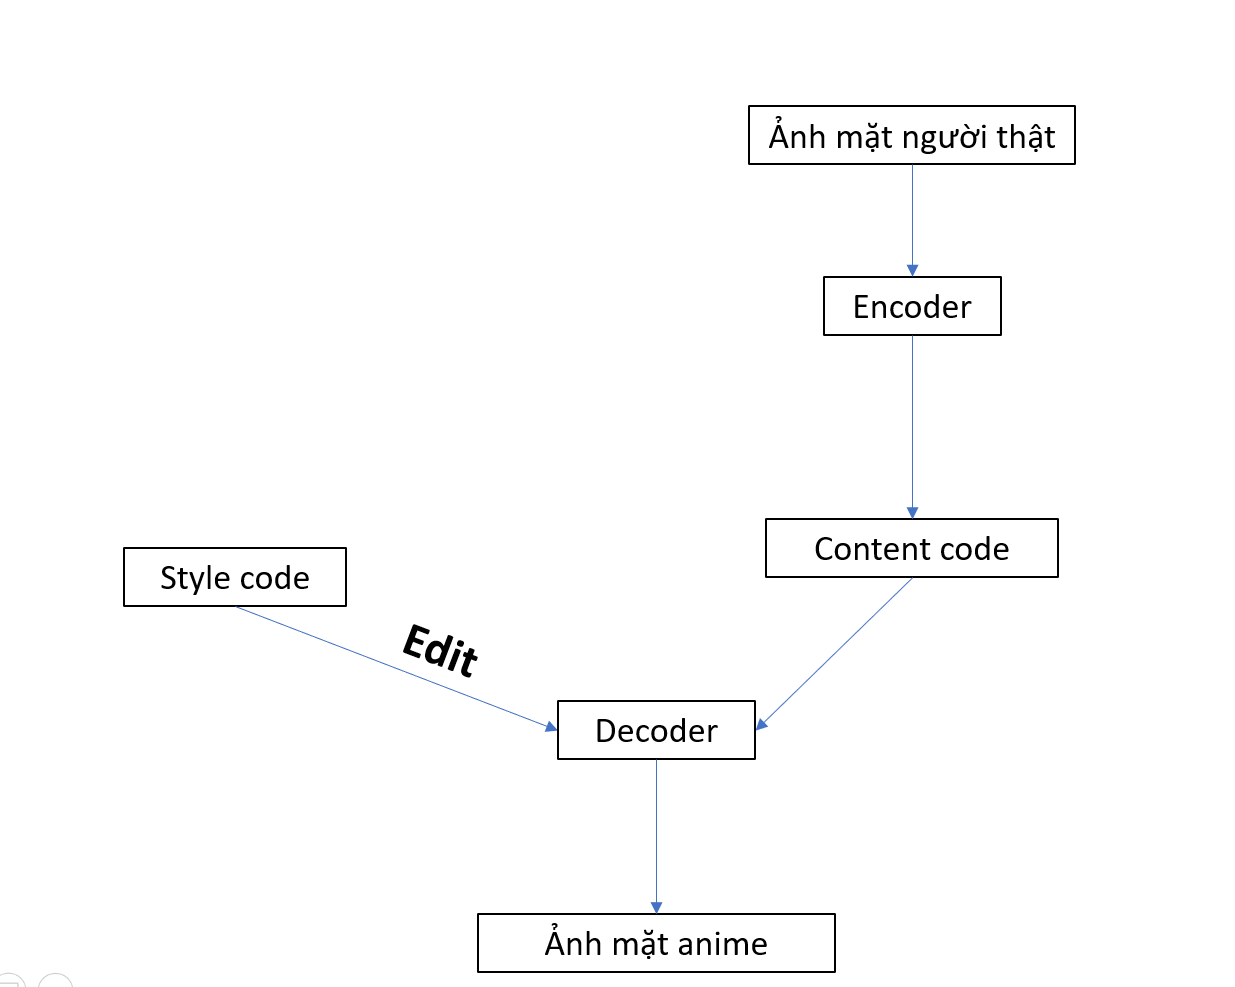 Ảnh mặt người thật
Encoder
Content code
Style code
Edit
Decoder
Ảnh mặt anime